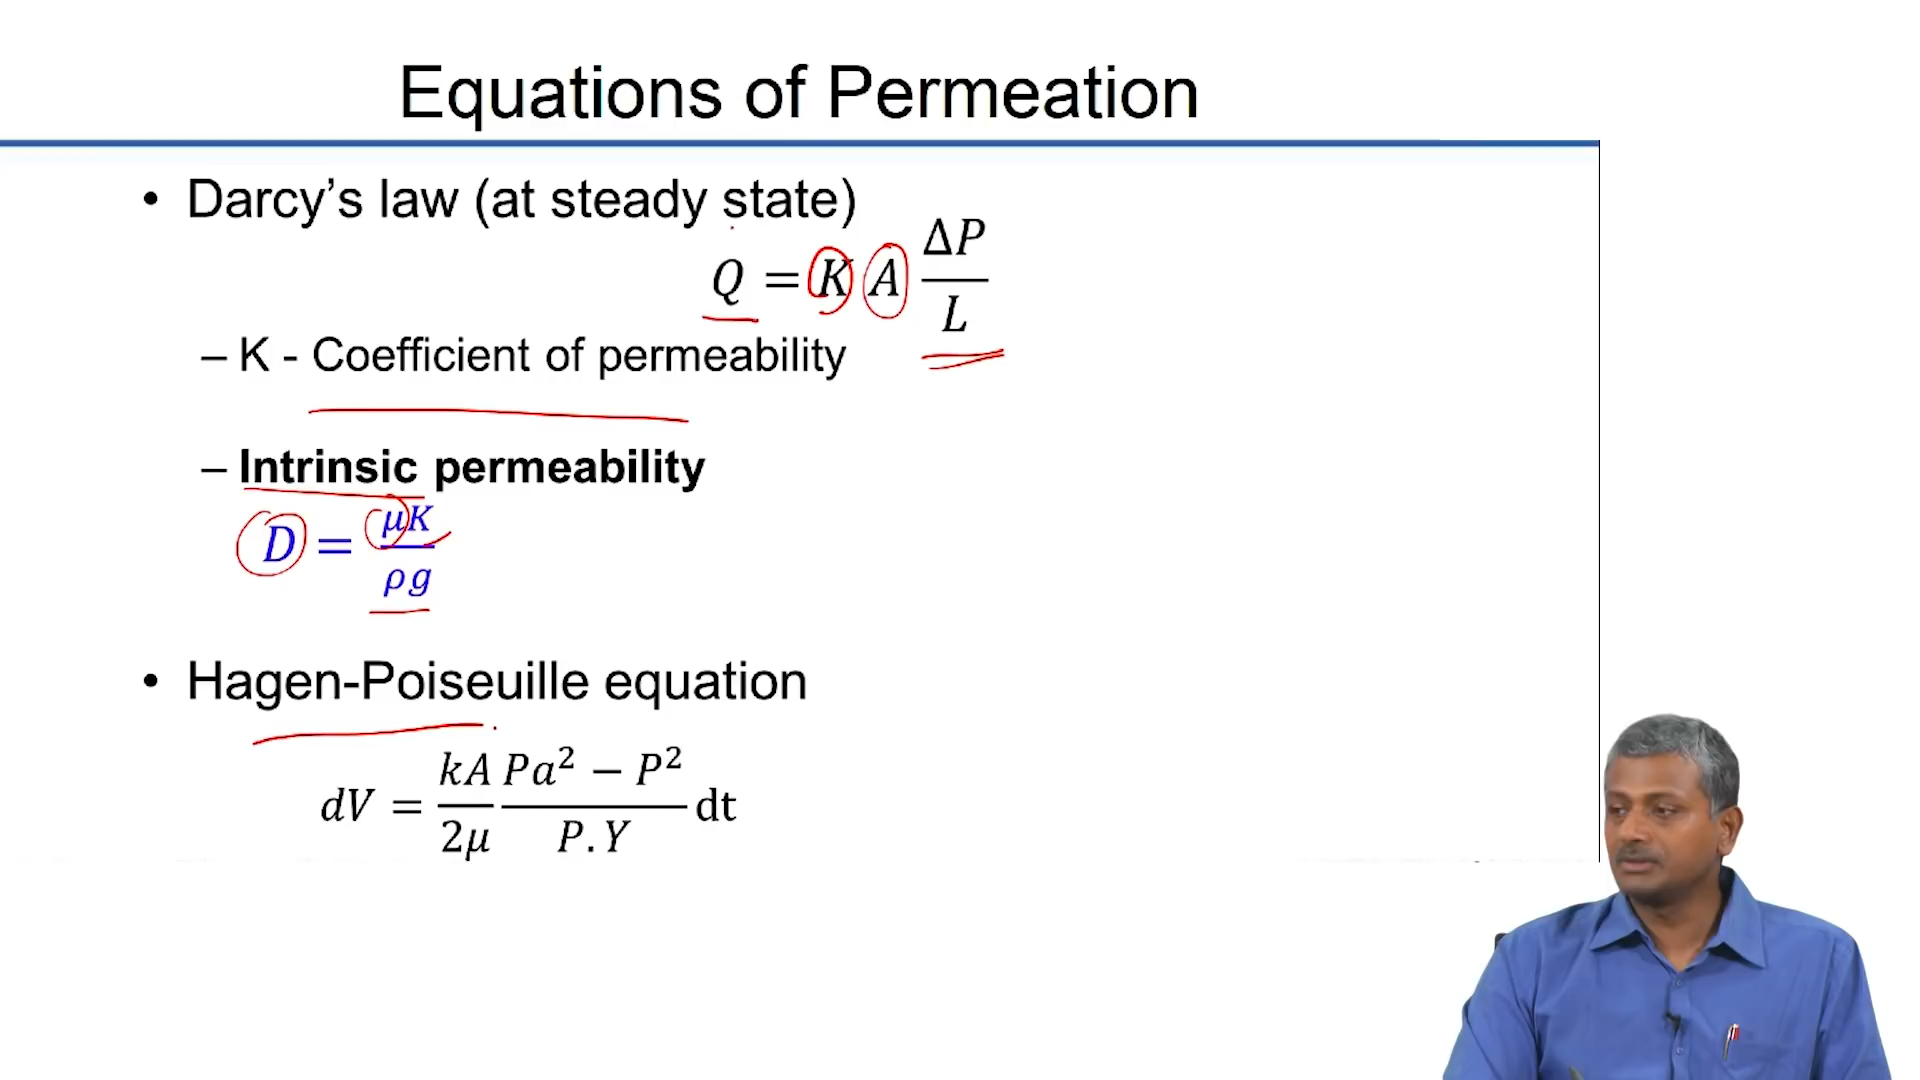 Equations of Permeation
• Darcy’s law (at steady state)
Q = K A ΔP / L
– K - Coefficient of permeability
– Intrinsic permeability
D = μK / ρg
• Hagen-Poiseuille equation
dV = kA / 2μ Pa² − P² / P.Y dt